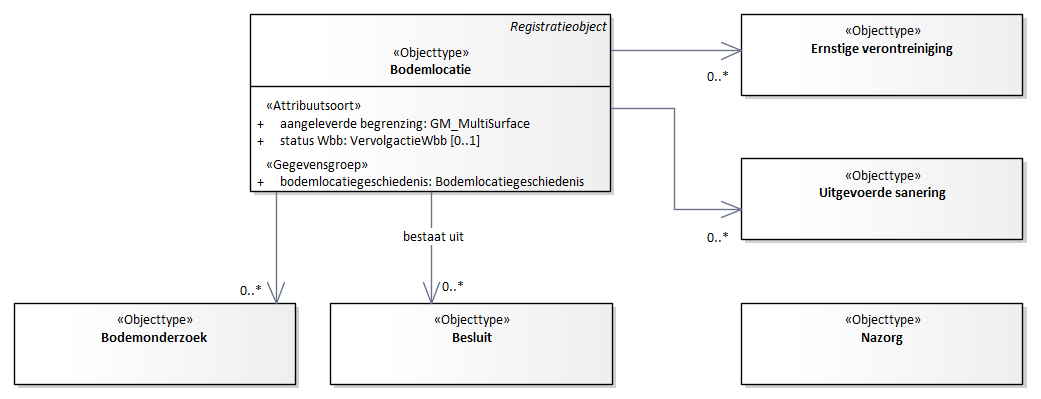 Registratieobject
«Objecttype»
Bodemlocatie
«Attribuutsoort»
+ aangeleverde begrenzing: GM_MultiSurface
+ status Wbb: VervolgactieWbb [0..1]
«Gegevensgroep»
+ bodemlocatiegeschiedenis: Bodemlocatiegeschiedenis
«Objecttype»
Ernstige verontreiniging
0..*
«Objecttype»
Uitgevoerde sanering
0..*
bestaat uit
0..*
0..*
«Objecttype»
Bodemonderzoek
«Objecttype»
Besluit
«Objecttype»
Nazorg